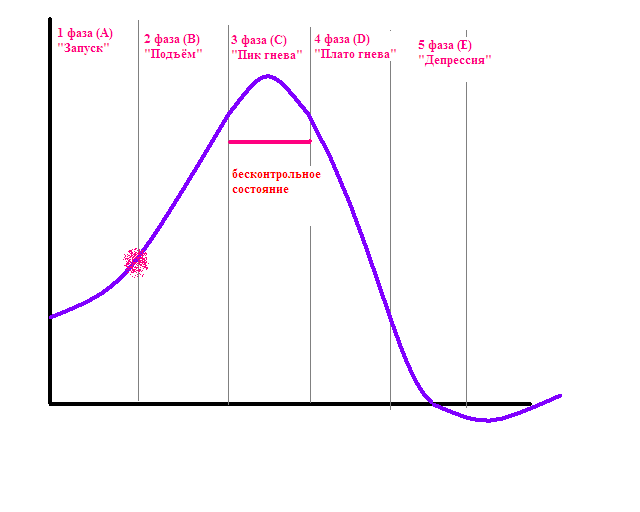 1 фаза (A)
"Запуск"
2 фаза (B)
"Подъём"
3 фаза (C)
"Пик гнева"
4 фаза (D)
"Плато гнева"
5 фаза (E)
"Депрессия"
бесконтрольное
состояние